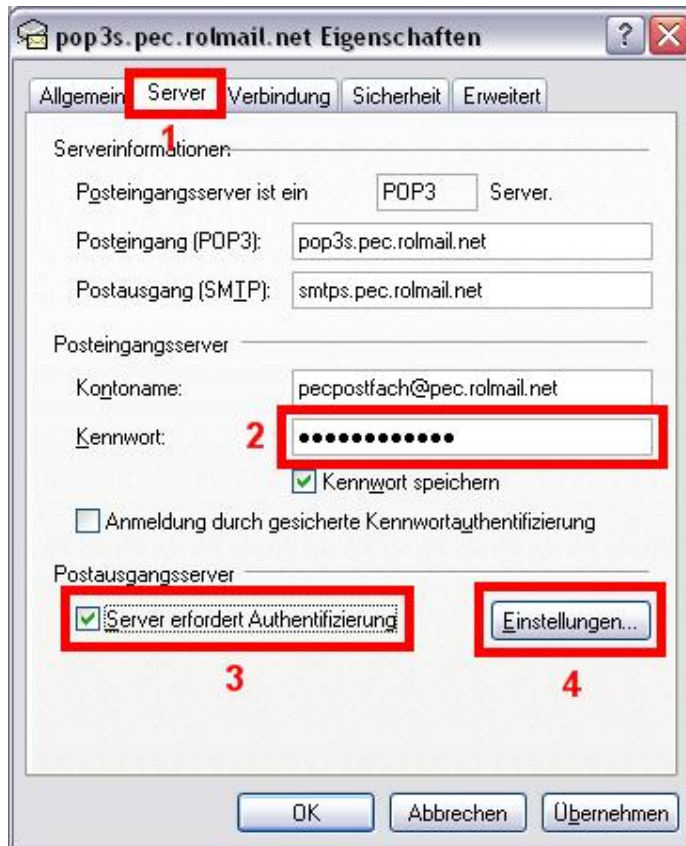 pop3s.pec.rolmail.net Eigenschaften
Allgemein Server Verbindung Sicherheit Erweitert
1
Serverinformationen
Posteingangsserver ist ein POP3 Server.
Posteingang (POP3): pop3s.pec.rolmail.net
Postausgang (SMTP): smtps.pec.rolmail.net
Posteingangsserver
Kontoname: pecpostfach@pec.rolmail.net
Kennwort: 2 ●●●●●●●●●●●●
Kennwort speichern
Anmeldung durch gesicherte Kennwortauthentifizierung
Postausgangsserver
Server erfordert Authentifizierung Einstellungen...
3 4
OK Abbrechen Übernehmen